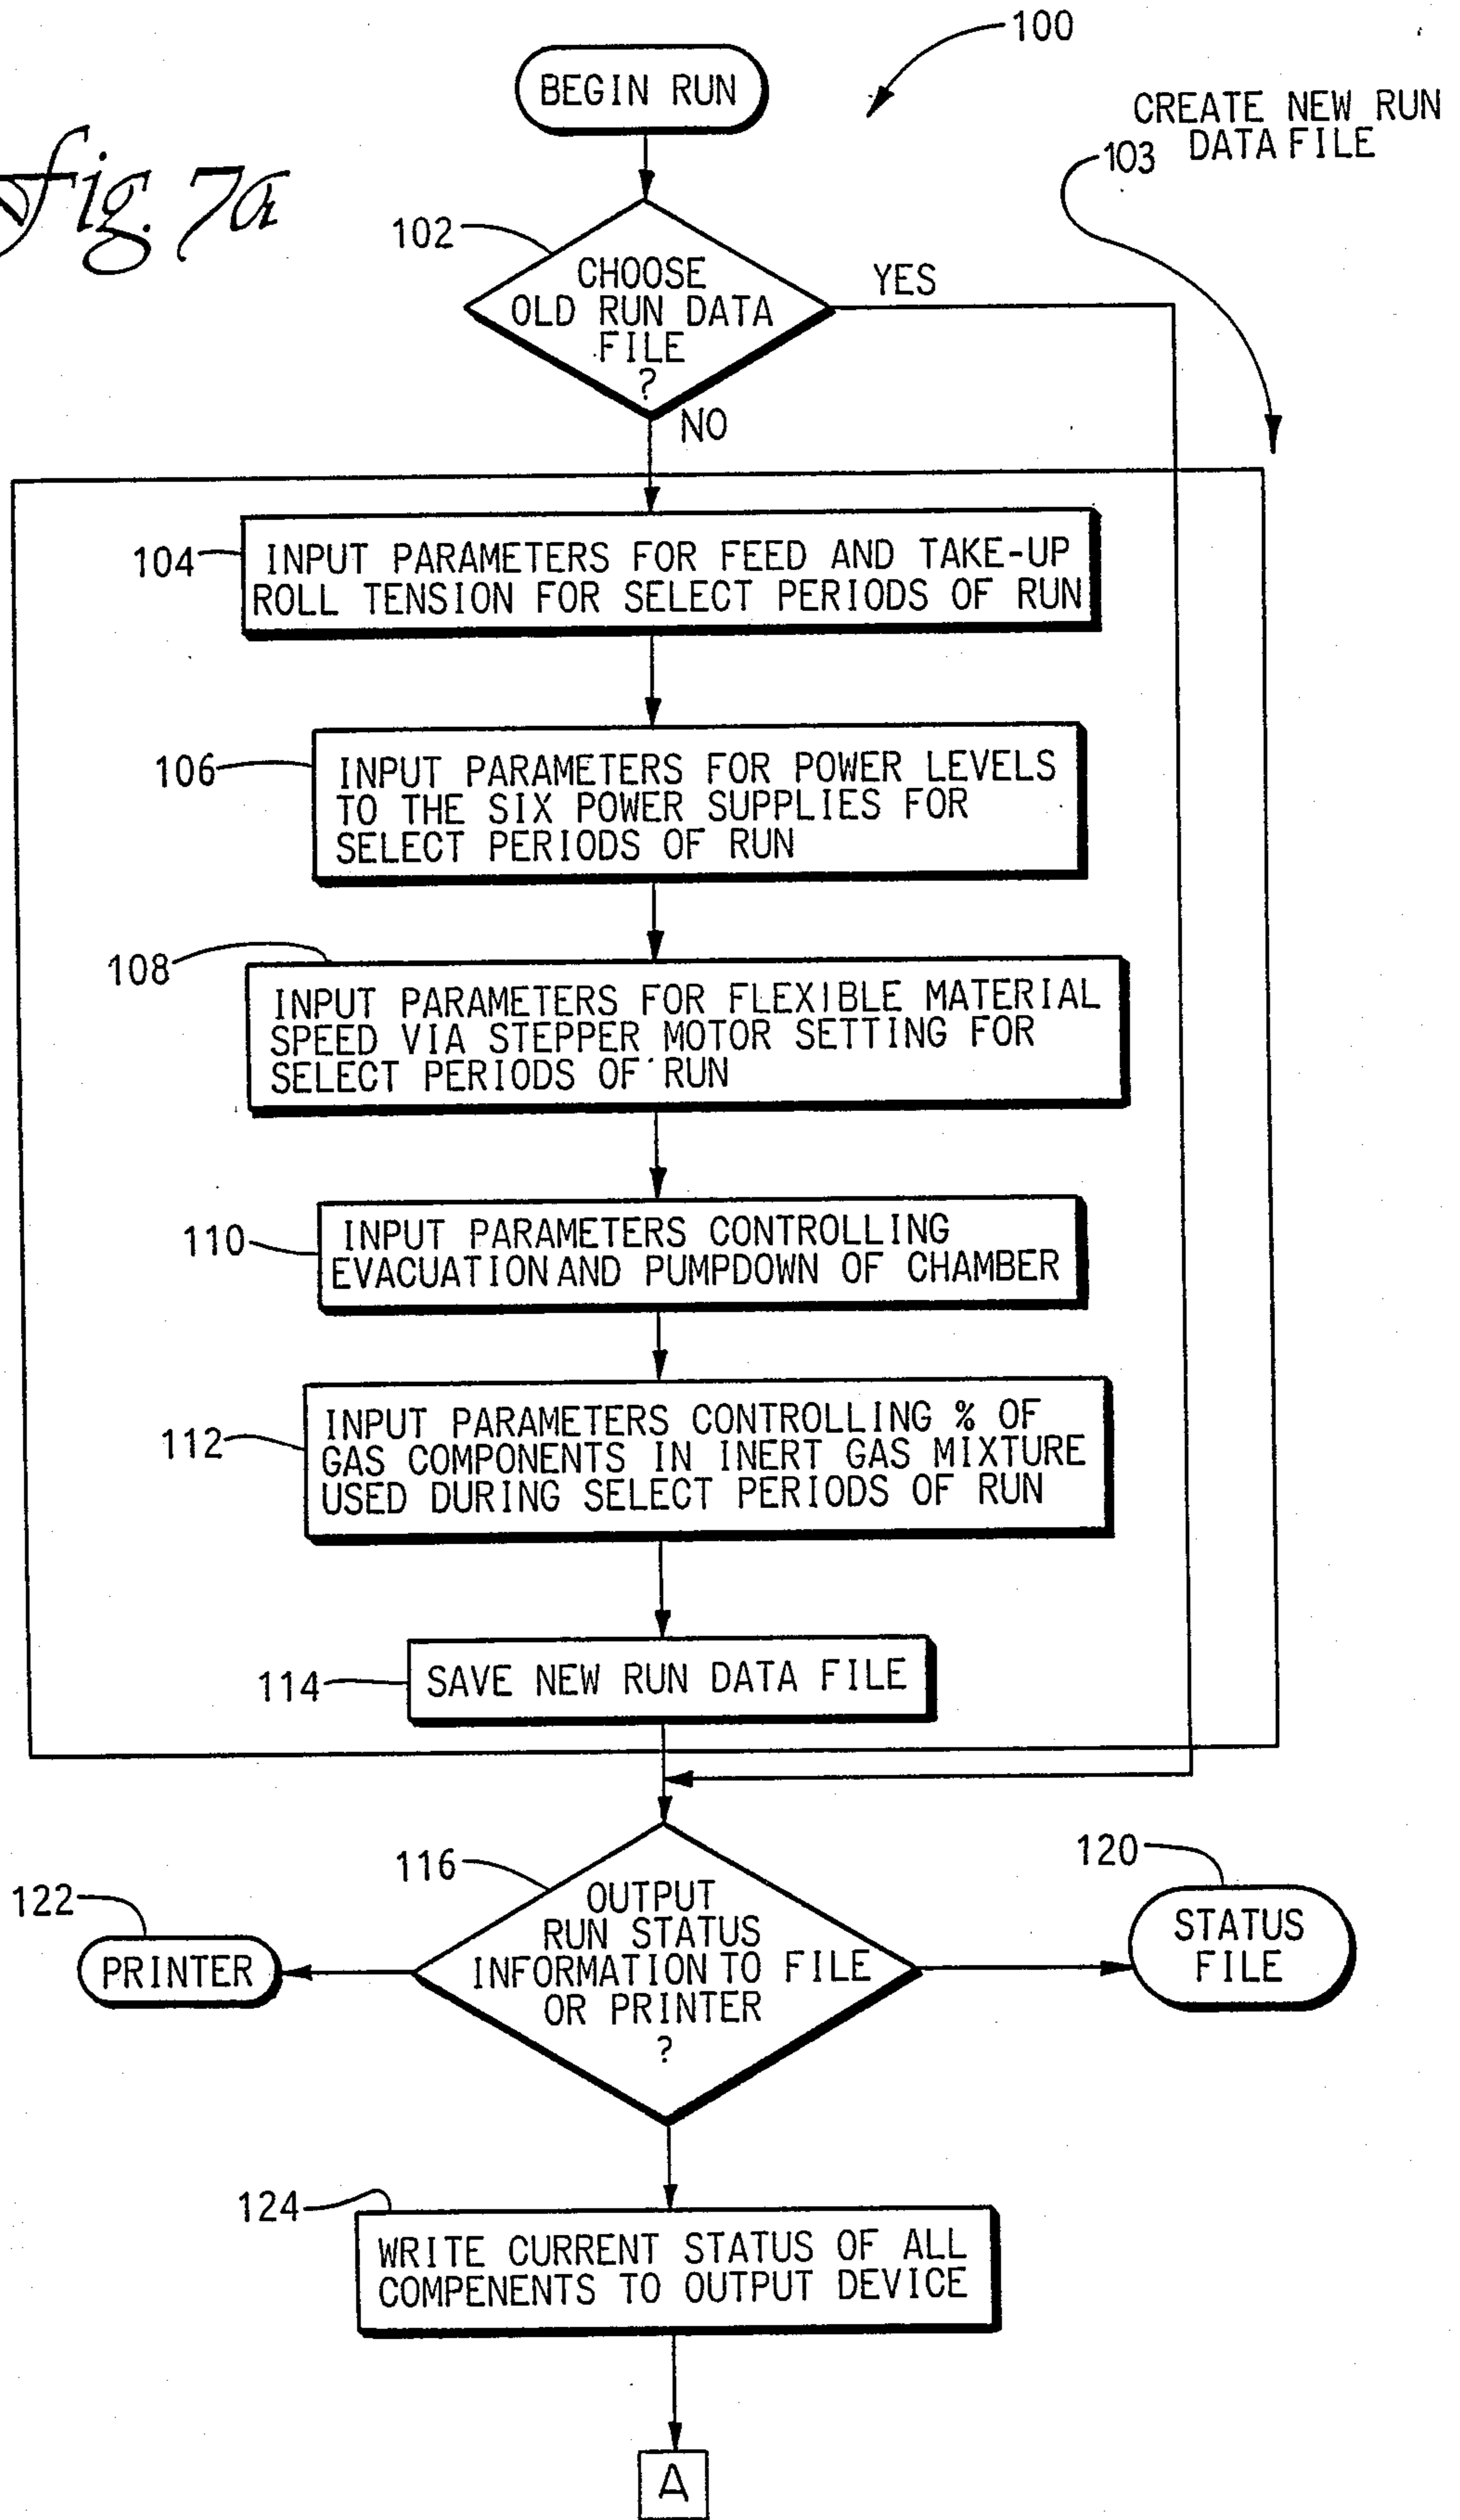 Fig. 7a
100
BEGIN RUN
CREATE NEW RUN
DATA FILE
103
102
CHOOSE
OLD RUN DATA
FILE
?
YES
NO
104
INPUT PARAMETERS FOR FEED AND TAKE-UP
ROLL TENSION FOR SELECT PERIODS OF RUN
106
INPUT PARAMETERS FOR POWER LEVELS
TO THE SIX POWER SUPPLIES FOR
SELECT PERIODS OF RUN
108
INPUT PARAMETERS FOR FLEXIBLE MATERIAL
SPEED VIA STEPPER MOTOR SETTING FOR
SELECT PERIODS OF RUN
110
INPUT PARAMETERS CONTROLLING
EVACUATION AND PUMPDOWN OF CHAMBER
112
INPUT PARAMETERS CONTROLLING % OF
GAS COMPONENTS IN INERT GAS MIXTURE
USED DURING SELECT PERIODS OF RUN
114
SAVE NEW RUN DATA FILE
116
OUTPUT
RUN STATUS
INFORMATION TO FILE
OR PRINTER
?
120
STATUS
FILE
122
PRINTER
124
WRITE CURRENT STATUS OF ALL
COMPENENTS TO OUTPUT DEVICE
A